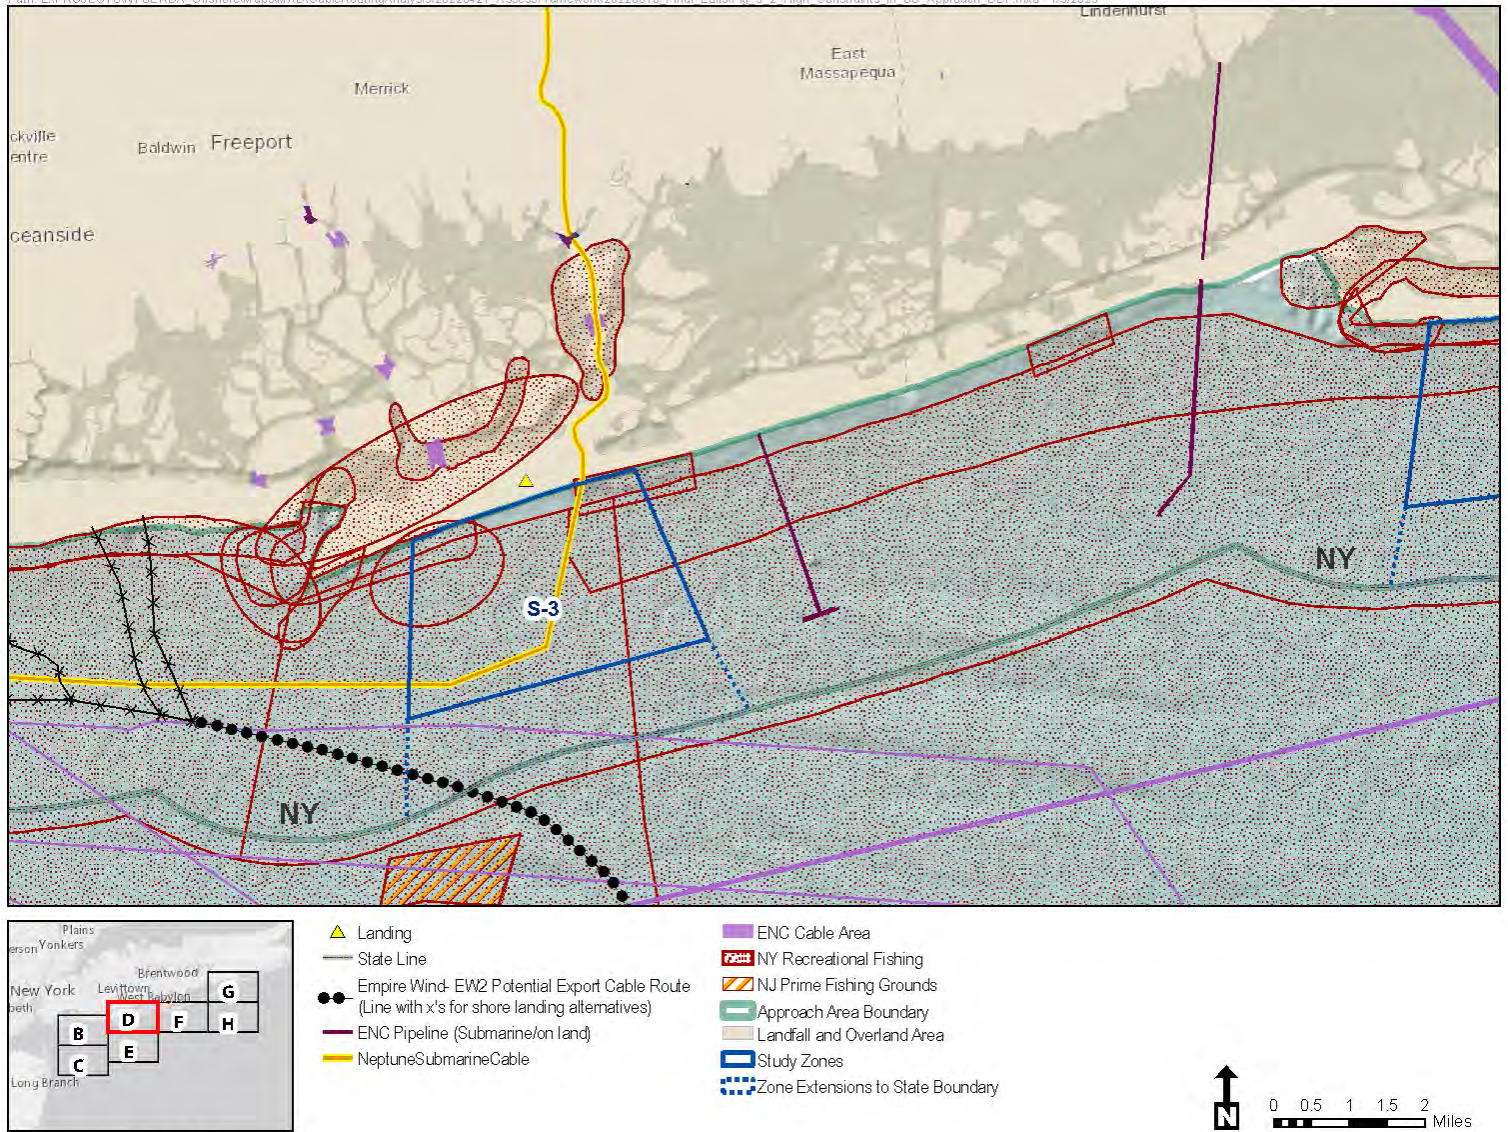 Lindenhurst
East
Massapequa
Merrick
ckville
entre
Baldwin
Freeport
ceanside
S-3
NY
NY
Plains
erson
Yonkers
Brentwood
New York
Levittown
West Babylon
beth
G
D
F
H
B
E
C
Long Branch
Landing
State Line
Empire Wind- EW2 Potential Export Cable Route
(Line with x's for shore landing alternatives)
ENC Pipeline (Submarine/on land)
NeptuneSubmarineCable
ENC Cable Area
NY Recreational Fishing
NJ Prime Fishing Grounds
Approach Area Boundary
Landfall and Overland Area
Study Zones
Zone Extensions to State Boundary
N
0 0.5 1 1.5 2
Miles